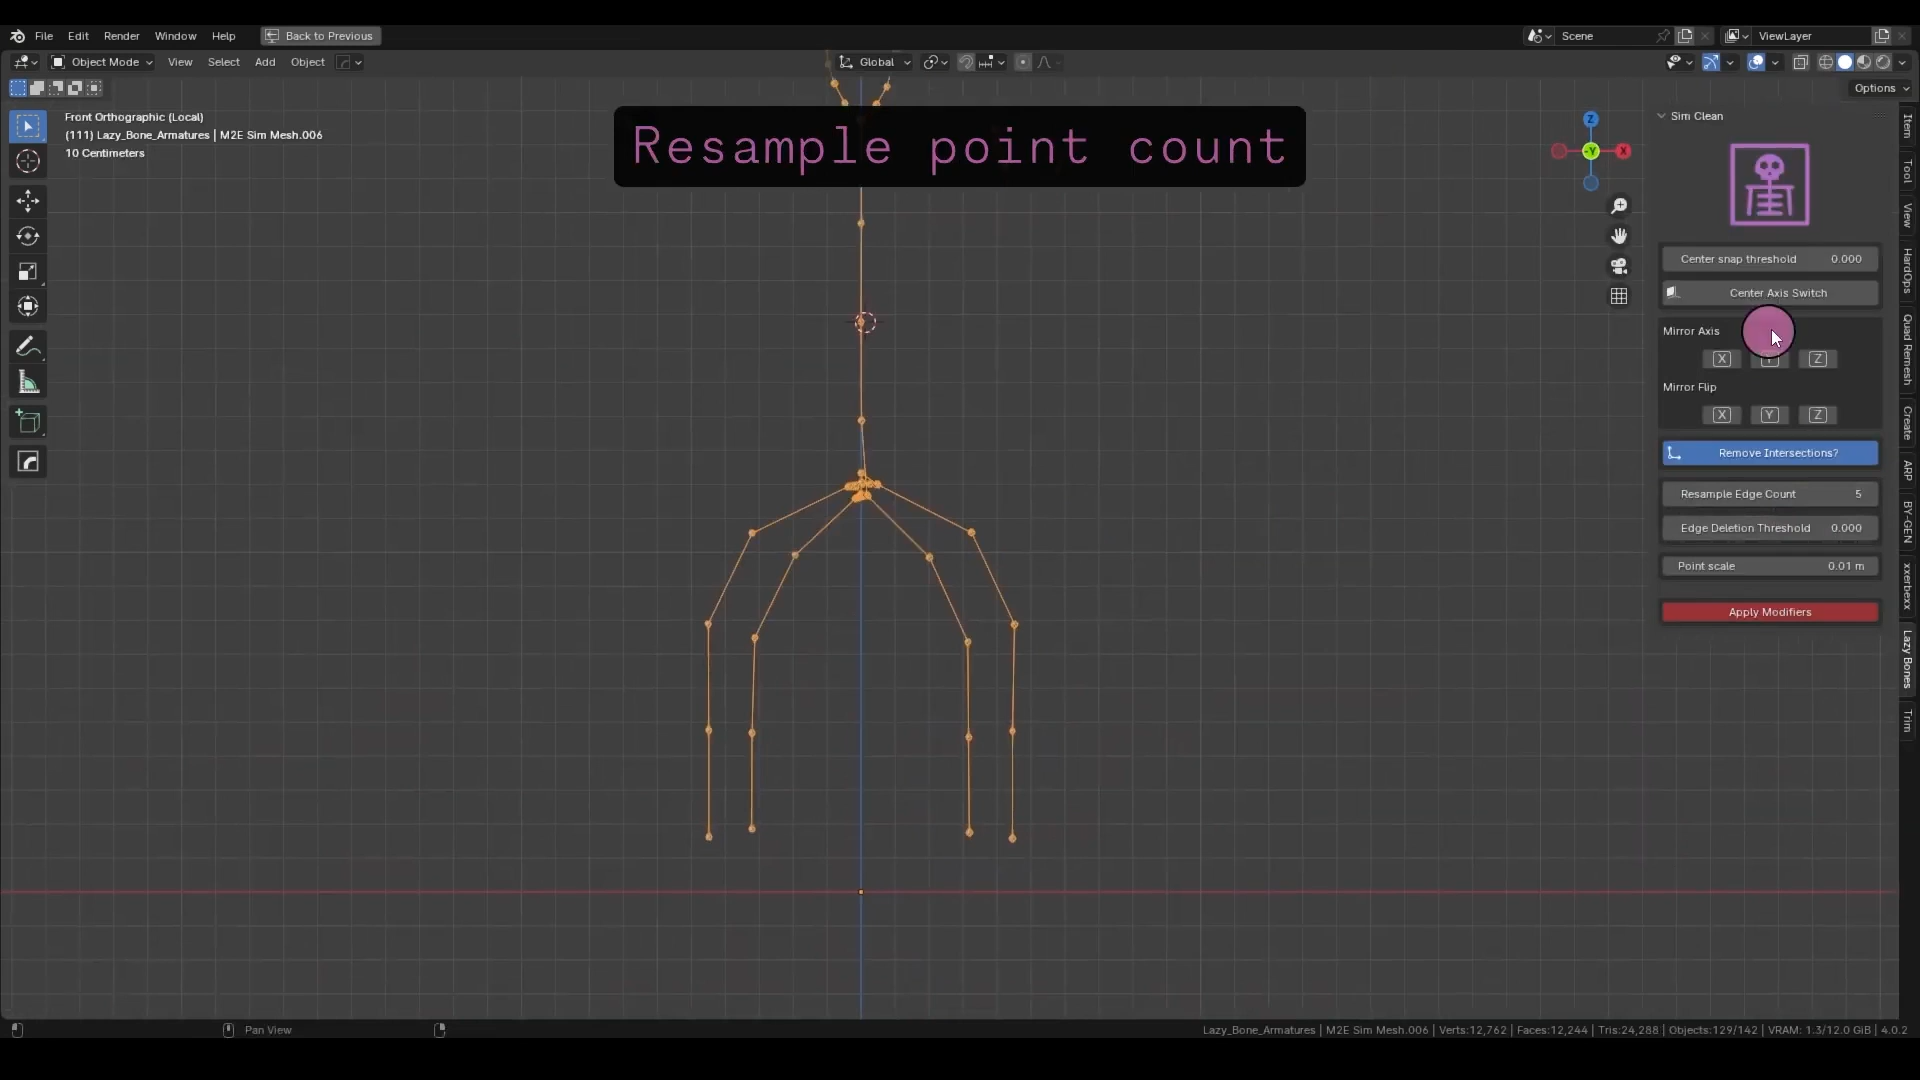 File Edit Render Window Help Back to Previous Scene ViewLayer
Object Mode View Select Add Object Global
Options
Front Orthographic (Local)
(111) Lazy_Bone_Armatures | M2E Sim Mesh.006
10 Centimeters
Resample point count
Z
-Y
X
Sim Clean
Center snap threshold 0.000
Center Axis Switch
Mirror Axis
X Y Z
Mirror Flip
X Y Z
Remove Intersections?
Resample Edge Count 5
Edge Deletion Threshold 0.000
Point scale 0.01 m
Apply Modifiers
Item
Tool
View
HardOps
Quad Remesh
Create
ARP
BY-GEN
xxerbexx
Lazy Bones
Trim
Pan View
Lazy_Bone_Armatures | M2E Sim Mesh.006 | Verts:12,762 | Faces:12,244 | Tris:24,288 | Objects:129/142 | VRAM: 1.3/12.0 GiB | 4.0.2